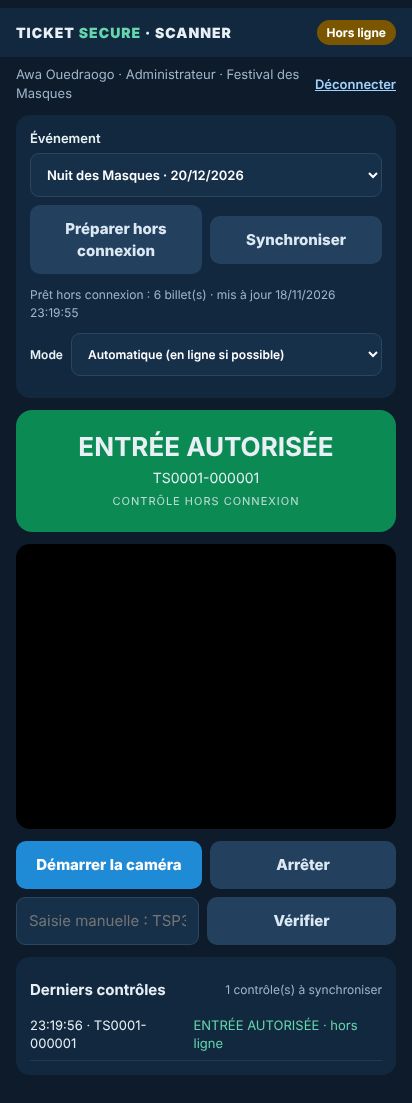 TICKET SECURE · SCANNER
Hors ligne
Awa Ouedraogo · Administrateur · Festival des
Masques
Déconnecter
Événement
Nuit des Masques · 20/12/2026
Préparer hors
connexion
Synchroniser
Prêt hors connexion : 6 billet(s) · mis à jour 18/11/2026
23:19:55
Mode
Automatique (en ligne si possible)
ENTRÉE AUTORISÉE
TS0001-000001
CONTRÔLE HORS CONNEXION
Démarrer la caméra
Arrêter
Saisie manuelle : TSP3
Vérifier
Derniers contrôles
1 contrôle(s) à synchroniser
23:19:56 · TS0001-
000001
ENTRÉE AUTORISÉE · hors
ligne